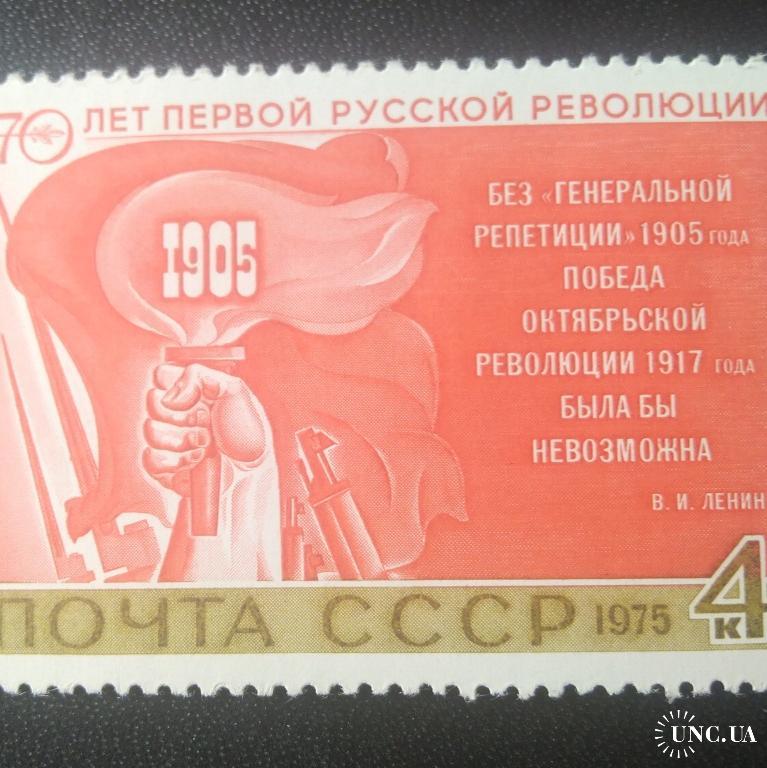 70 ЛЕТ ПЕРВОЙ РУССКОЙ РЕВОЛЮЦИИ
1905
БЕЗ «ГЕНЕРАЛЬНОЙ
РЕПЕТИЦИИ» 1905 ГОДА
ПОБЕДА
ОКТЯБРЬСКОЙ
РЕВОЛЮЦИИ 1917 ГОДА
БЫЛА БЫ
НЕВОЗМОЖНА
В. И. ЛЕНИН
ПОЧТА СССР 1975 4К
UNC.UA